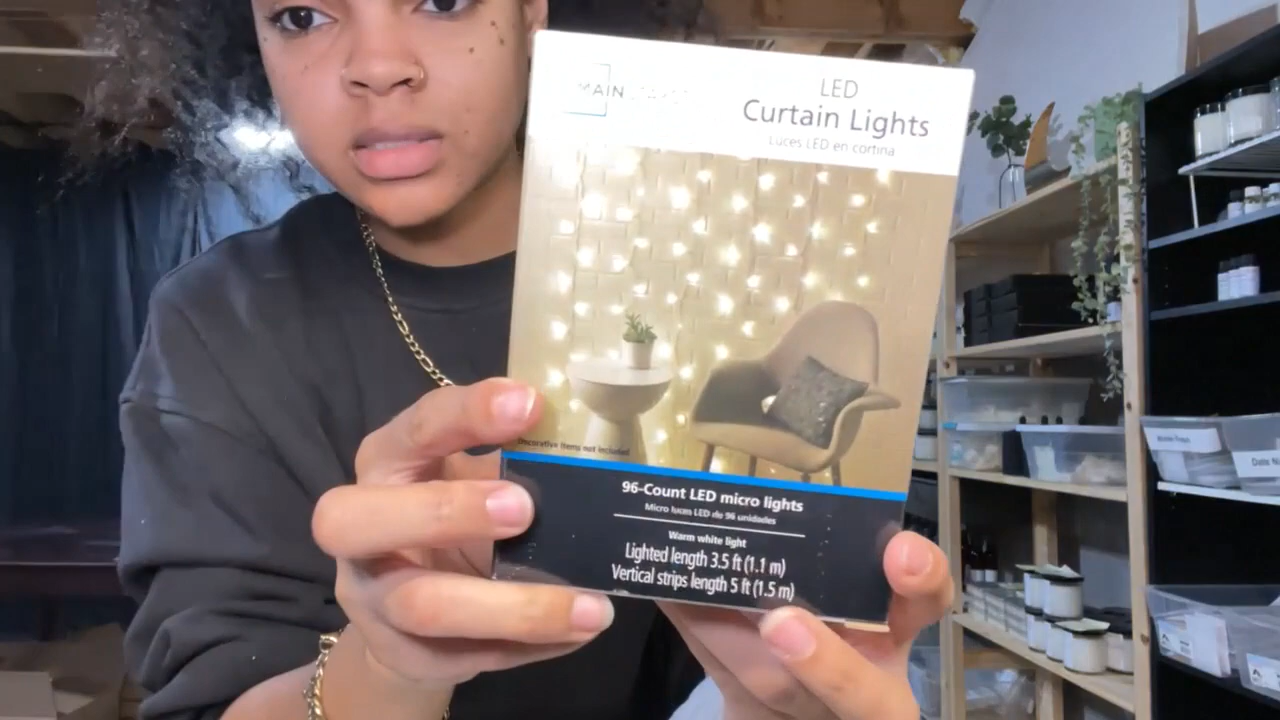 MAIN
LED
Curtain Lights
Luces LED en cortina
Decorative items not included
96-Count LED micro lights
Micro luces LED de 96 unidades
Warm white light
Lighted length 3.5 ft (1.1 m)
Vertical strips length 5 ft (1.5 m)